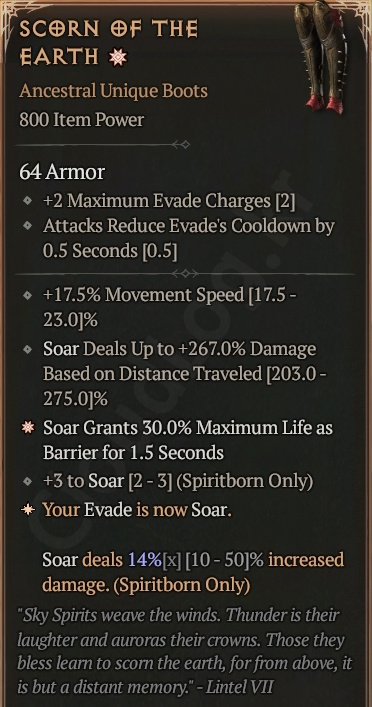 SCORN OF THE
EARTH
Ancestral Unique Boots
800 Item Power
64 Armor
+2 Maximum Evade Charges [2]
Attacks Reduce Evade's Cooldown by
0.5 Seconds [0.5]
+17.5% Movement Speed [17.5 -
23.0]%
Soar Deals Up to +267.0% Damage
Based on Distance Traveled [203.0 -
275.0]%
Soar Grants 30.0% Maximum Life as
Barrier for 1.5 Seconds
+3 to Soar [2 - 3] (Spiritborn Only)
Your Evade is now Soar.
Soar deals 14%[x] [10 - 50]% increased
damage. (Spiritborn Only)
"Sky Spirits weave the winds. Thunder is their
laughter and auroras their crowns. Those they
bless learn to scorn the earth, for from above, it
is but a distant memory." - Lintel VII